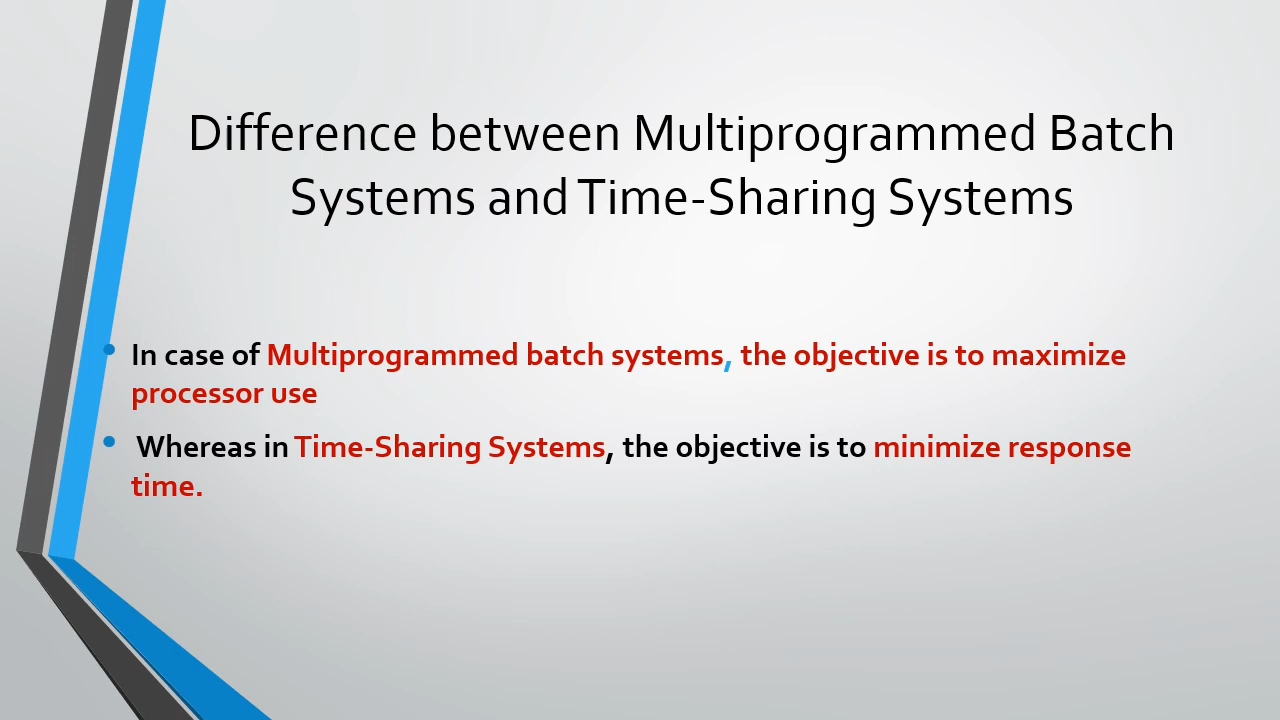 Difference between Multiprogrammed Batch
Systems and Time-Sharing Systems
• In case of Multiprogrammed batch systems, the objective is to maximize
processor use
• Whereas in Time-Sharing Systems, the objective is to minimize response
time.